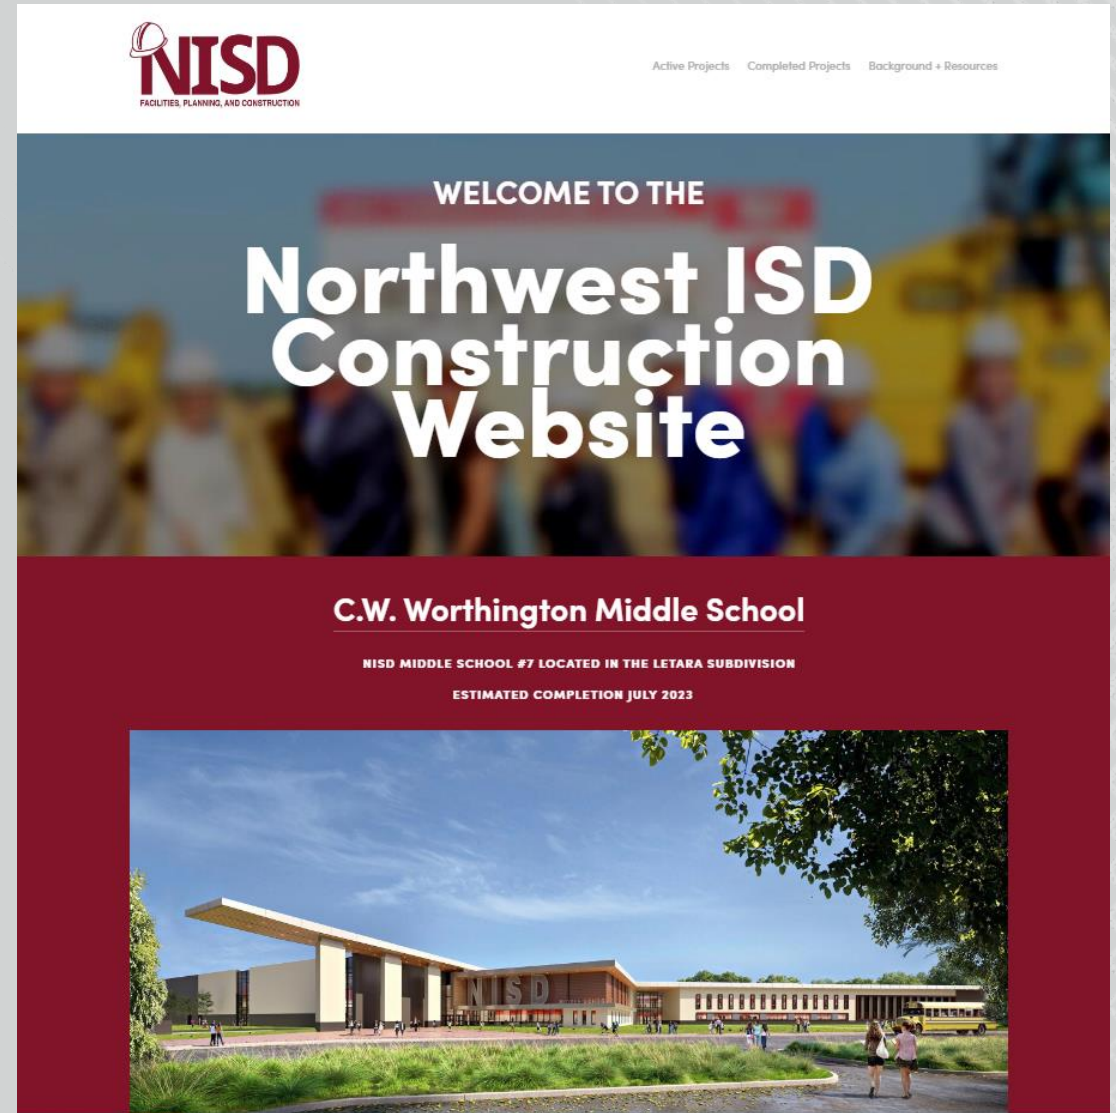 NISD
FACILITIES, PLANNING, AND CONSTRUCTION
Active Projects Completed Projects Background + Resources
WELCOME TO THE
Northwest ISD
Construction
Website
C.W. Worthington Middle School
NISD MIDDLE SCHOOL #7 LOCATED IN THE LETARA SUBDIVISION
ESTIMATED COMPLETION JULY 2023
NISD